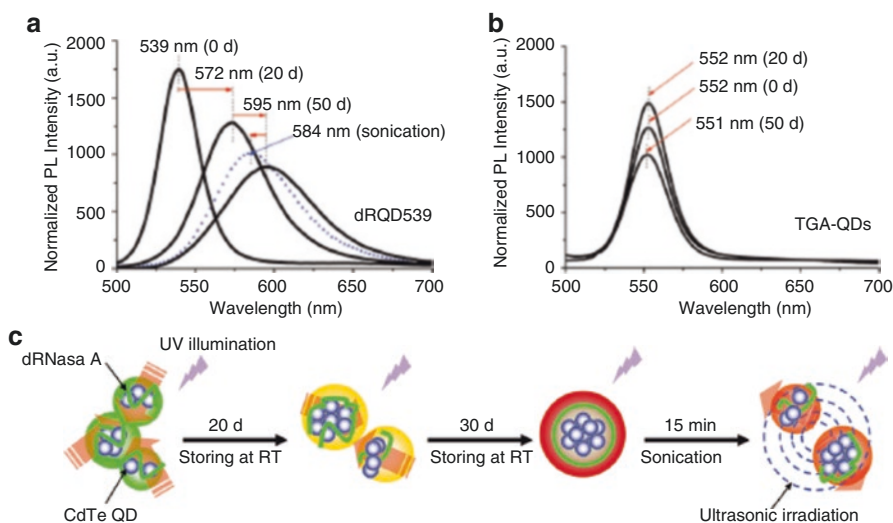 a
2000
1500
1000
500
0
Normalized PL Intensity (a.u.)
539 nm (0 d)
572 nm (20 d)
595 nm (50 d)
584 nm (sonication)
dRQD539
500
550
600
650
700
Wavelength (nm)
b
2000
1500
1000
500
0
Normalized PL Intensity (a.u.)
552 nm (20 d)
552 nm (0 d)
551 nm (50 d)
TGA-QDs
500
550
600
650
700
Wavelength (nm)
c
dRNasa A
UV illumination
CdTe QD
20 d
Storing at RT
30 d
Storing at RT
15 min
Sonication
Ultrasonic irradiation